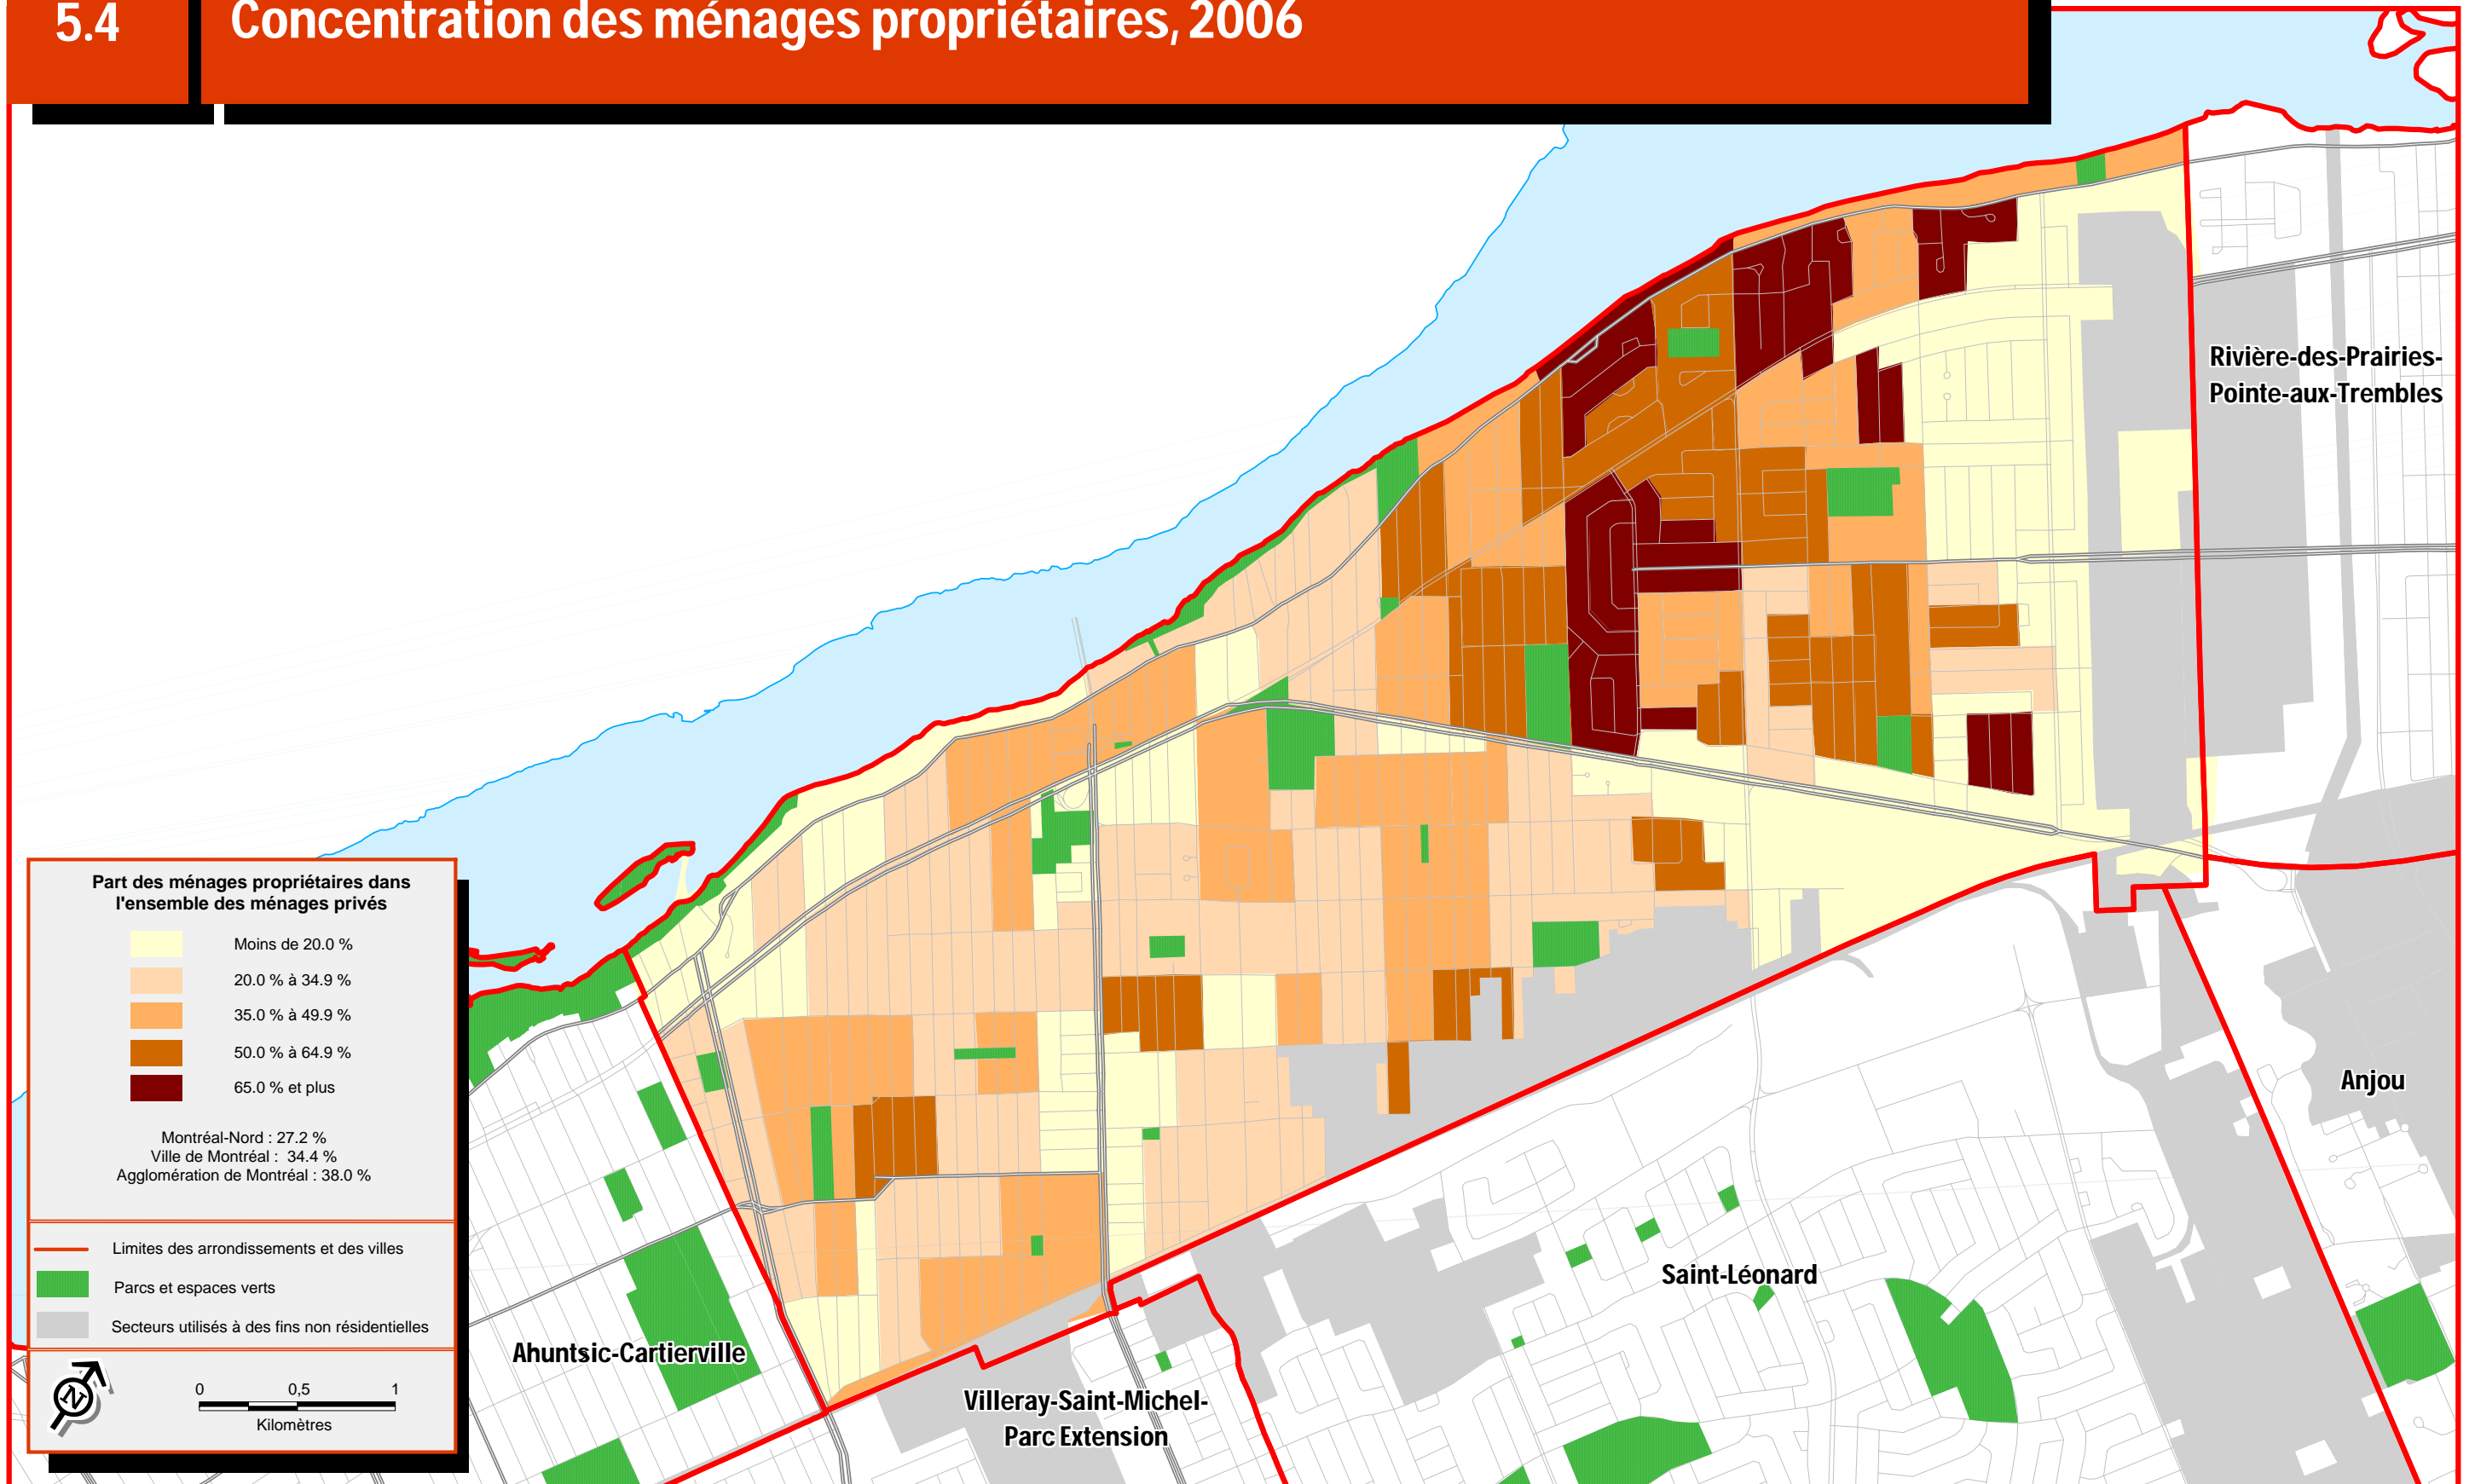 5.4
Concentration des ménages propriétaires, 2006
Rivière-des-Prairies-
Pointe-aux-Trembles
Part des ménages propriétaires dans
l'ensemble des ménages privés
Moins de 20.0 %
20.0 % à 34.9 %
35.0 % à 49.9 %
50.0 % à 64.9 %
65.0 % et plus
Montréal-Nord : 27.2 %
Ville de Montréal : 34.4 %
Agglomération de Montréal : 38.0 %
Limites des arrondissements et des villes
Parcs et espaces verts
Secteurs utilisés à des fins non résidentielles
N
0 0,5 1
Kilomètres
Anjou
Saint-Léonard
Ahuntsic-Cartierville
Villeray-Saint-Michel-
Parc Extension